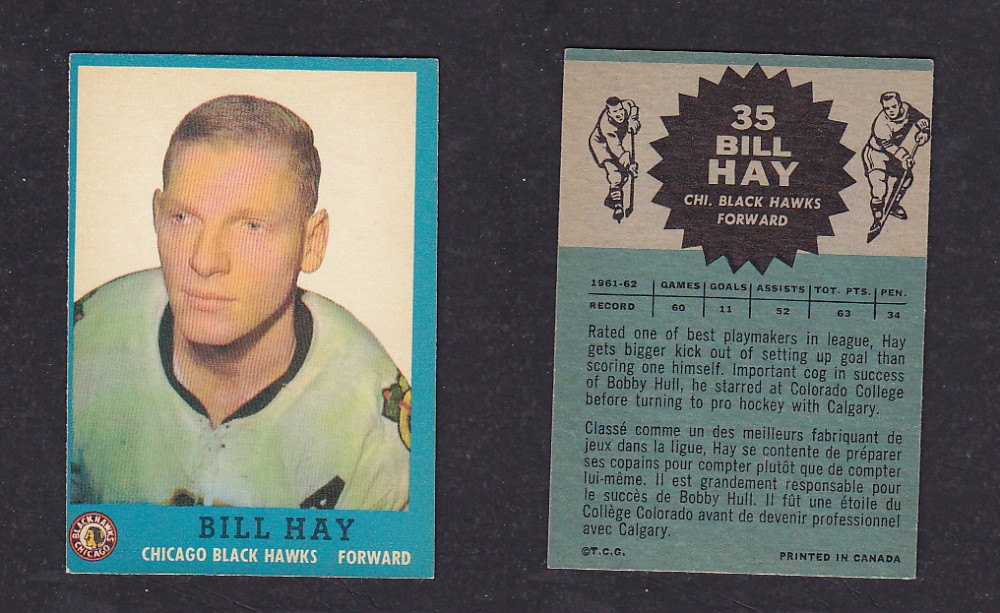 A
BLACK HAWKS
CHICAGO
BILL HAY
CHICAGO BLACK HAWKS FORWARD
35
BILL
HAY
CHI. BLACK HAWKS
FORWARD
1961-62 GAMES GOALS ASSISTS TOT. PTS. PEN.
RECORD 60 11 52 63 34
Rated one of best playmakers in league, Hay
gets bigger kick out of setting up goal than
scoring one himself. Important cog in success
of Bobby Hull, he starred at Colorado College
before turning to pro hockey with Calgary.
Classé comme un des meilleurs fabriquant de
jeux dans la ligue, Hay se contente de préparer
ses copains pour compter plutôt que de compter
lui-même. Il est grandement responsable pour
le succès de Bobby Hull. Il fût une étoile du
Collège Colorado avant de devenir professionnel
avec Calgary.
©T.C.G. PRINTED IN CANADA